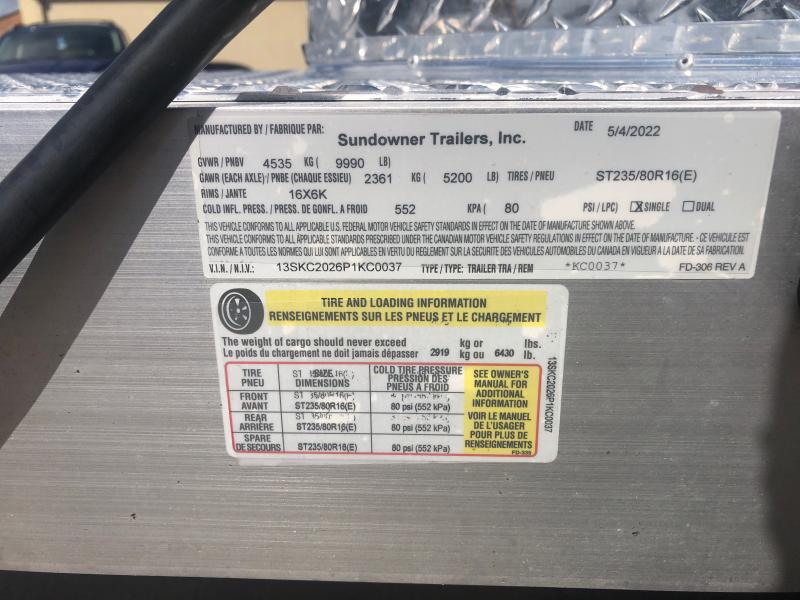 MANUFACTURED BY / FABRIQUE PAR: Sundowner Trailers, Inc. DATE 5/4/2022
GVWR / PNBV 4535 KG ( 9990 LB)
GAWR (EACH AXLE) / PNBE (CHAQUE ESSIEU) 2361 KG ( 5200 LB) TIRES / PNEU ST235/80R16(E)
RIMS / JANTE 16X6K
COLD INFL. PRESS. / PRESS. DE GONFL. A FROID 552 KPA ( 80 PSI / LPC) X SINGLE DUAL
THIS VEHICLE CONFORMS TO ALL APPLICABLE U.S. FEDERAL MOTOR VEHICLE SAFETY STANDARDS IN EFFECT ON THE DATE OF MANUFACTURE SHOWN ABOVE.
THIS VEHICLE CONFORMS TO ALL APPLICABLE STANDARDS PRESCRIBED UNDER THE CANADIAN MOTOR VEHICLE SAFETY REGULATIONS IN EFFECT ON THE DATE OF MANUFACTURE / CE VEHICULE EST
CONFORME A TOUTES LES NORMES QUI LUI SONT APPLICABLES EN VERTU DU REGLEMENT SUR LA SECURITE DES VEHICULES AUTOMOBILES DU CANADA EN VIGUEUR A LA DATE DE SA FABRICATION
V.I.N. / N.I.V.: 13SKC2026P1KC0037 TYPE / TYPE: TRAILER TRA / REM *KC0037* FD-306 REV A
TIRE AND LOADING INFORMATION
RENSEIGNEMENTS SUR LES PNEUS ET LE CHARGEMENT
The weight of cargo should never exceed kg or lbs.
Le poids du chargement ne doit jamais dépasser 2919 kg ou 6430 lb.
13SKC2026P1KC0037
TIRE SIZE COLD TIRE PRESSURE
PNEU DIMENSIONS PRESSION DES PNEUS A FROID
FRONT
AVANT ST235/80R16(E) 80 psi (552 kPa)
REAR
ARRIÈRE ST235/80R16(E) 80 psi (552 kPa)
SPARE
DE SECOURS ST235/80R16(E) 80 psi (552 kPa)
SEE OWNER'S
MANUAL FOR
ADDITIONAL
INFORMATION
VOIR LE MANUEL
DE L'USAGER
POUR PLUS DE
RENSEIGNEMENTS
FD-335